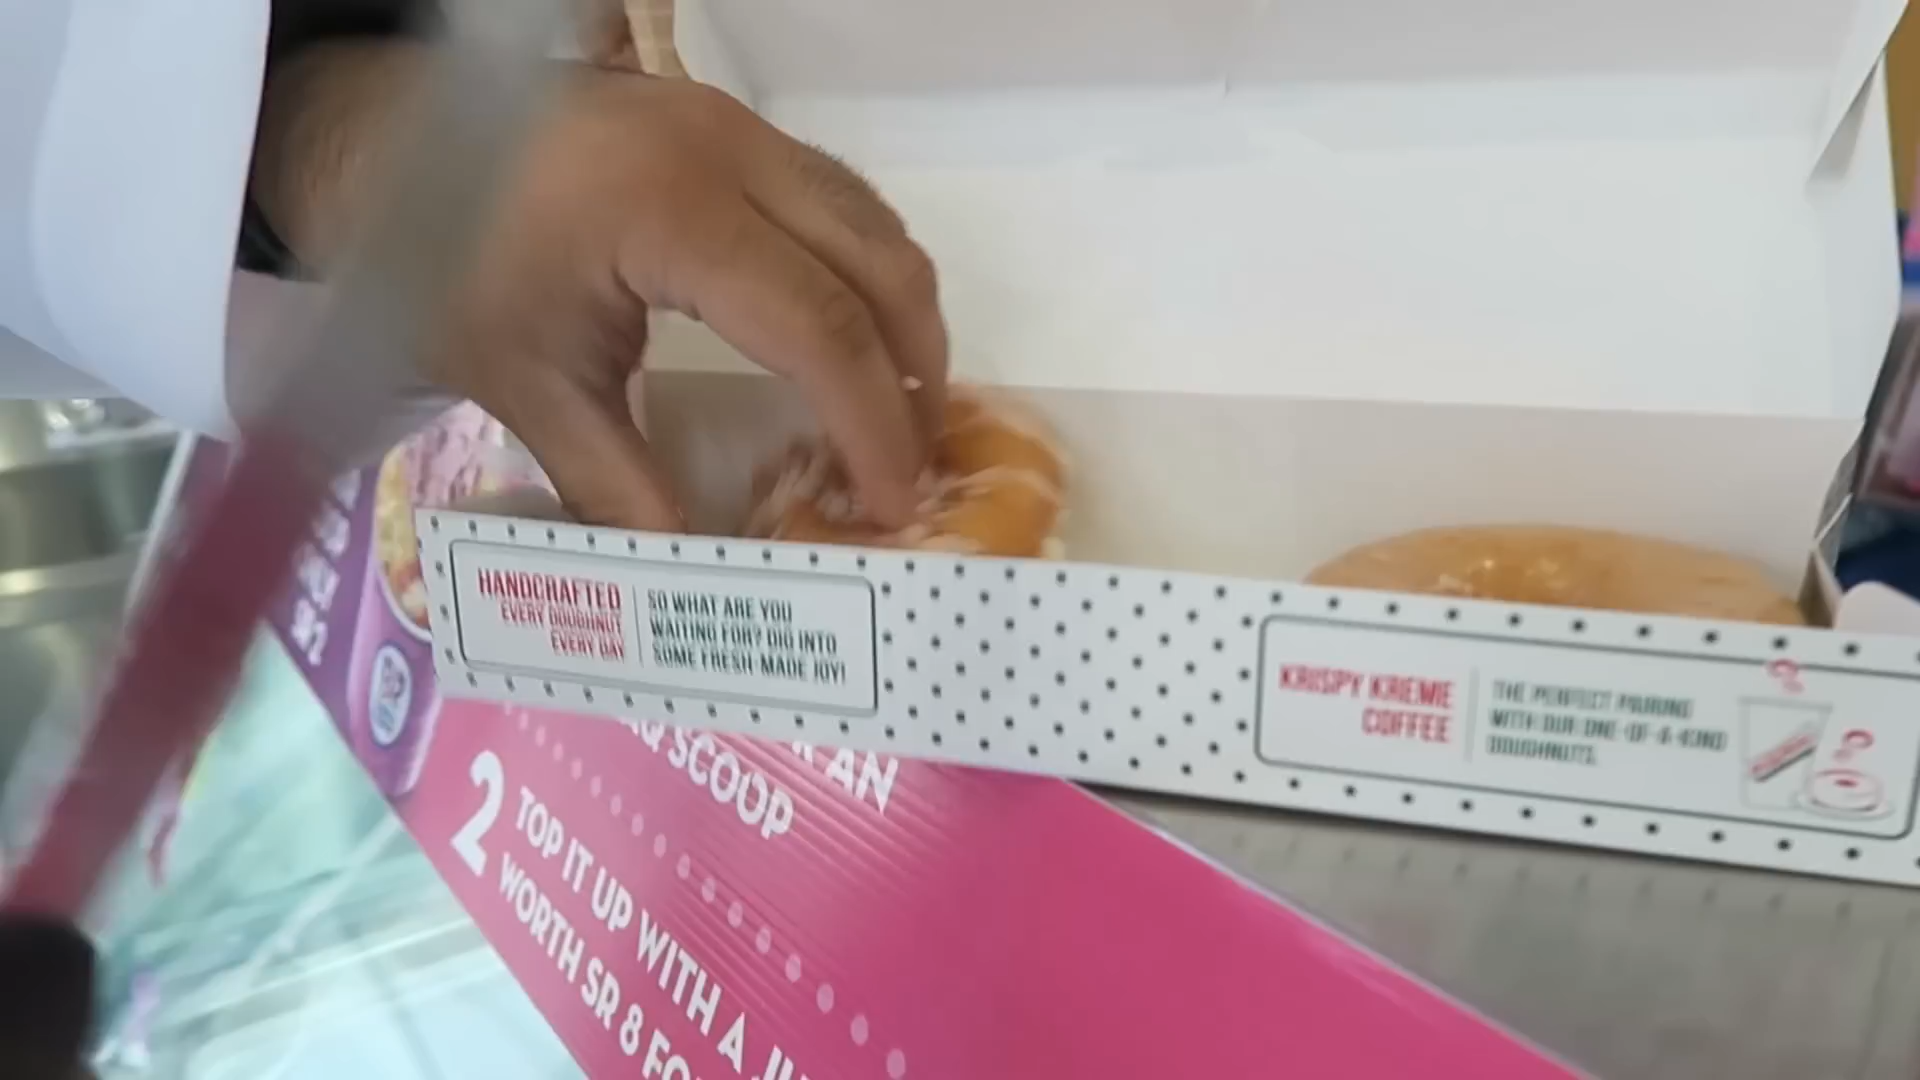 HANDCRAFTED
EVERY DOUGHNUT
EVERY DAY
SO WHAT ARE YOU
WAITING FOR? DIG INTO
SOME FRESH-MADE JOY!
KRISPY KREME
COFFEE
THE PERFECT PAIRING
WITH OUR ONE-OF-A-KIND
DOUGHNUTS.
AN
SCOOP
2 TOP IT UP WITH A
WORTH SR 8
BR